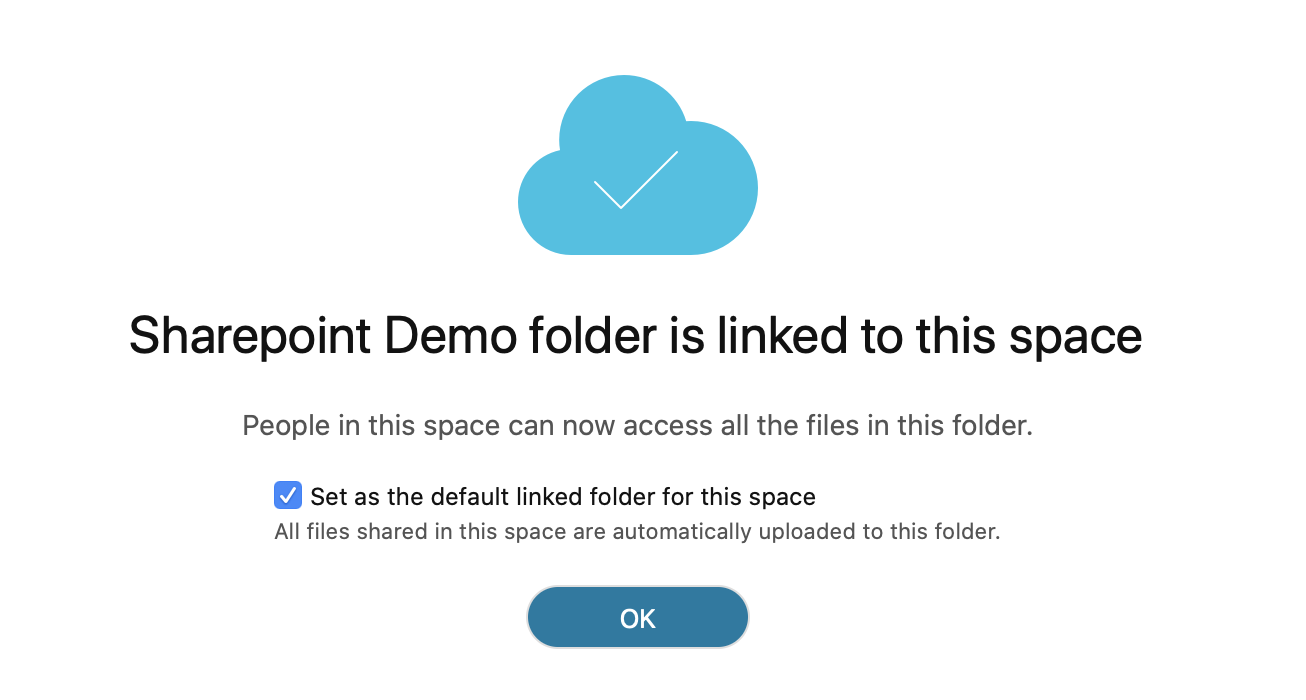 Sharepoint Demo folder is linked to this space
People in this space can now access all the files in this folder.
Set as the default linked folder for this space
All files shared in this space are automatically uploaded to this folder.
OK